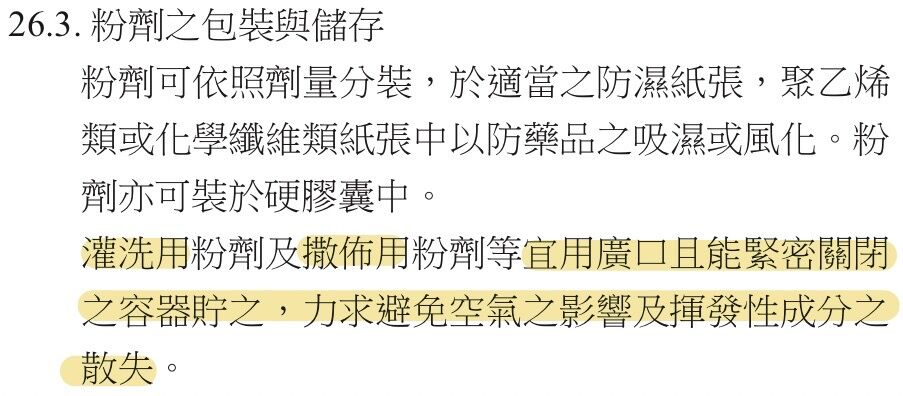 26.3. 粉劑之包裝與儲存
粉劑可依照劑量分裝，於適當之防濕紙張，聚乙烯
類或化學纖維類紙張中以防藥品之吸濕或風化。粉
劑亦可裝於硬膠囊中。
灌洗用粉劑及撒佈用粉劑等宜用廣口且能緊密關閉
之容器貯之，力求避免空氣之影響及揮發性成分之
散失。